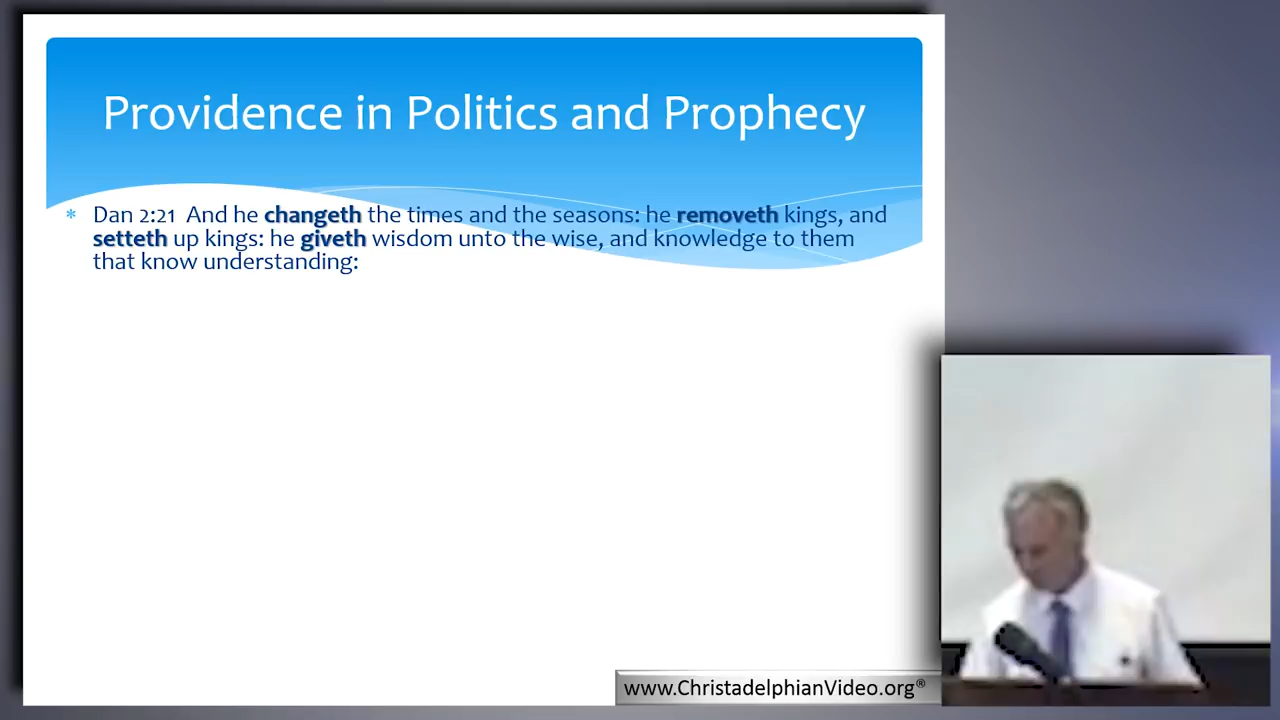 Providence in Politics and Prophecy
* Dan 2:21 And he changeth the times and the seasons: he removeth kings, and
setteth up kings: he giveth wisdom unto the wise, and knowledge to them
that know understanding:
www.ChristadelphianVideo.org®